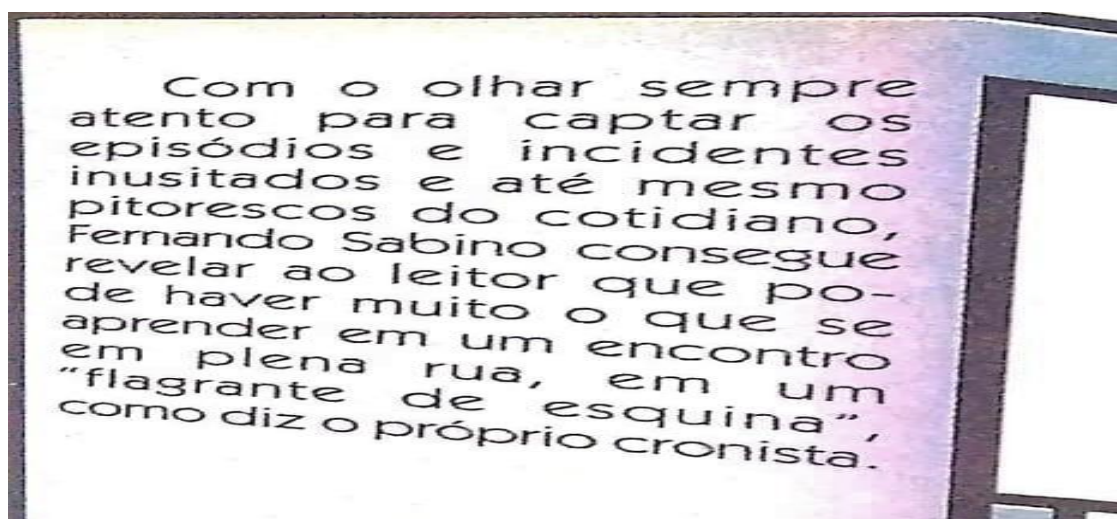 Com o olhar sempre
atento para captar os
episódios e incidentes
inusitados e até mesmo
pitorescos do cotidiano,
Fernando Sabino consegue
revelar ao leitor que po-
de haver muito o que se
aprender em um encontro
em plena rua, em um
“flagrante de esquina”,
como diz o próprio cronista.